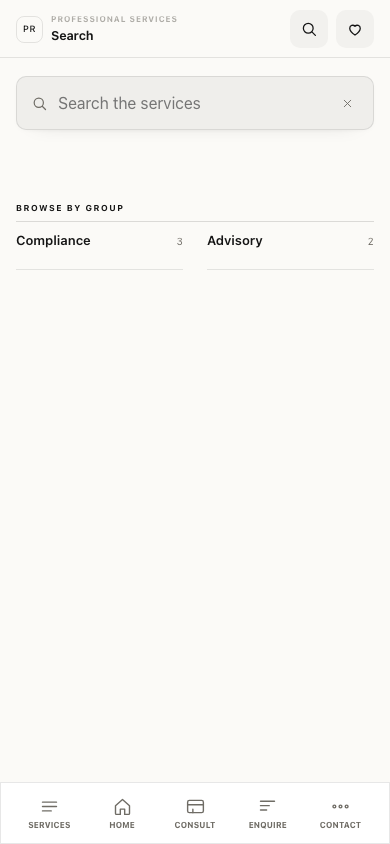 PR
PROFESSIONAL SERVICES
Search
Search the services
BROWSE BY GROUP
Compliance 3
Advisory 2
SERVICES
HOME
CONSULT
ENQUIRE
CONTACT